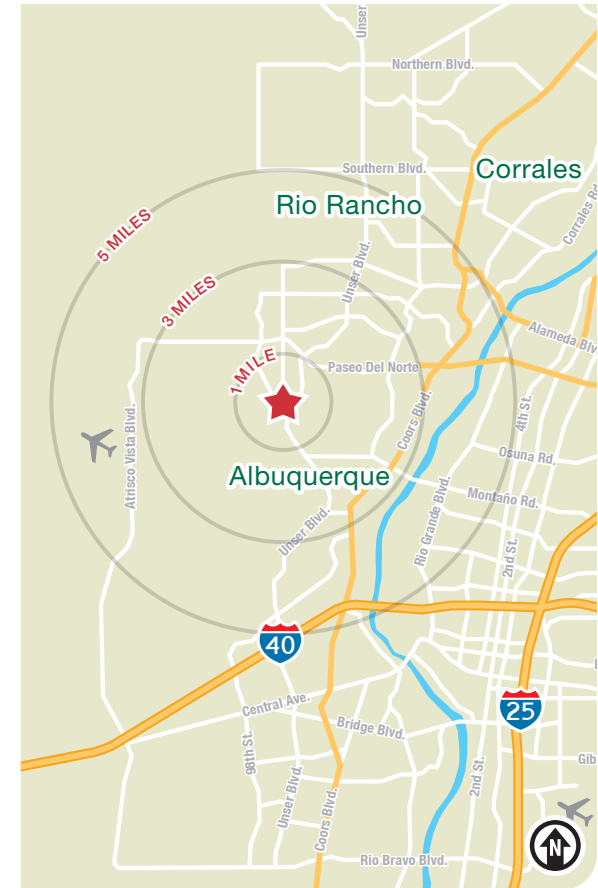 Unser
Northern Blvd.
Southern Blvd.
Corrales
Rio Rancho
Corrales Rd
5 MILES
Unser Blvd.
3 MILES
Alameda Blv
1 MILE
Paseo Del Norte
Coors Blvd.
4th St.
Atrisco Vista Blvd.
Osuna Rd.
Albuquerque
Montaño Rd.
Rio Grande Blvd.
Unser Blvd.
2nd St.
40
Central Ave.
25
Bridge Blvd.
98th St.
Gib
Unser Blvd.
Coors Blvd.
2nd St.
N
Rio Bravo Blvd.